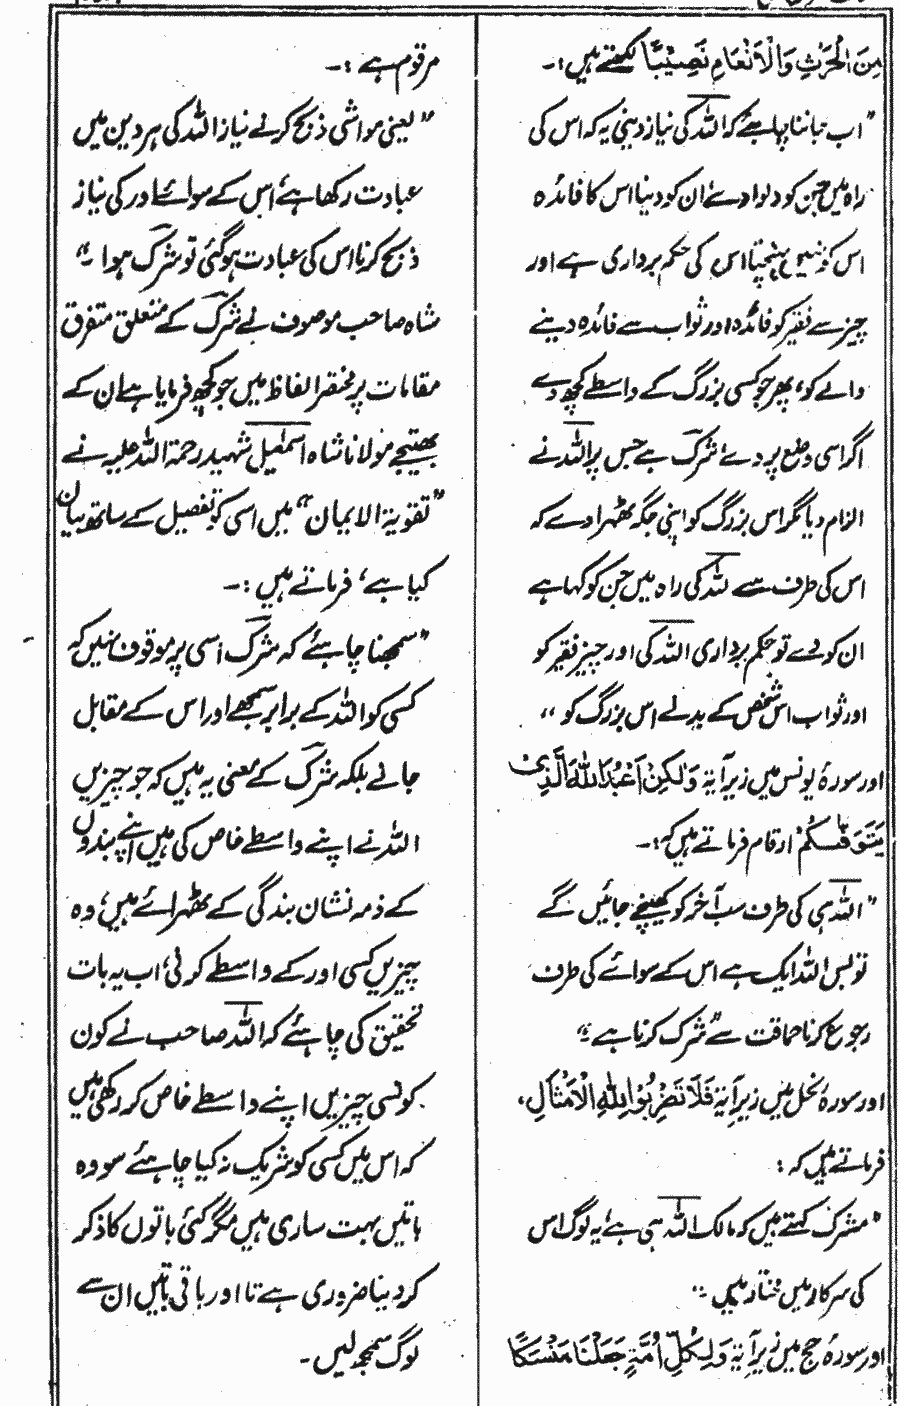 مِنَ الْحَرْثِ وَالْاَنْعَامِ نَصِیْبًا لکھتے ہیں :۔
"اب جاننا چاہئے کہ اللہ کی نیاز دینی یہ کہ اس کی
راہ میں جن کو دلوادے ان کو دینا اس کا فائدہ
اس کو نہیں پہنچتا اس کی حکم برداری ہے اور
چیز سے فقیر کو فائدہ اور ثواب سے فائدہ دینے
والے کو، پھر جو کسی بزرگ کے واسطے کچھ دے
اگر اسی وضع پر دے شرک ہے جس پر اللہ نے
الزام دیا مگر اس بزرگ کو اپنی جگہ ٹھہرا دے کہ
اس کی طرف سے للہ کی راہ میں جن کو کہا ہے
ان کو دے تو حکم برداری اللہ کی اور چیز فقیر کو
اور ثواب اس شخص کے بدلے اس بزرگ کو"
اور سورۂ یونس میں زیر آیۃ وَلٰکِنْ اَعْبُدُ اللّٰہَ الَّذِیْ
یَتَوَفّٰىکُمْ ارقام فرماتے ہیں کہ :۔
"اللہ ہی کی طرف سب آخر کو کھینچے جائیں گے
تو بس اللہ ایک ہے اس کے سوائے کی طرف
رجوع کرنا حماقت سے شرک کرنا ہے"
اور سورۂ نحل میں زیر آیۃ فَلَا تَضْرِبُوْا لِلّٰہِ الْاَمْثَالَ،
فرماتے ہیں کہ :
"مشرک کہتے ہیں کہ مالک اللہ ہی ہے یہ لوگ اس
کی سرکار میں مختار ہیں"
اور سورۂ حج میں زیر آیۃ وَلِکُلِّ اُمَّۃٍ جَعَلْنَا مَنْسَکًا
مرقوم ہے :۔
"یعنی مواشی ذبح کرنے نیاز اللہ کی ہر دین میں
عبادت رکھا ہے، اس کے سوائے اور کی نیاز
ذبح کرنا اس کی عبادت ہوگئی تو شرک ہوا۔"
شاہ صاحب موصوف نے شرک کے متعلق متفرق
مقامات پر مختصر الفاظ میں جو کچھ فرمایا ہے ان کے
بھتیجے مولانا شاہ اسمٰعیل شہید رحمۃ اللہ علیہ نے
"تقویۃ الایمان" میں اسی کو تفصیل کے ساتھ بیان
کیا ہے، فرماتے ہیں :۔
"سمجھنا چاہئے کہ شرک اسی پر موقوف نہیں کہ
کسی کو اللہ کے برابر سمجھے اور اس کے مقابل
جانے بلکہ شرک کے معنی یہ ہیں کہ جو چیزیں
اللہ نے اپنے واسطے خاص کی ہیں اپنے بندوں
کے ذمہ نشان بندگی کے ٹھہرائے ہیں، وہ
چیزیں کسی اور کے واسطے کرنی، اب یہ بات
تحقیق کی چاہئے کہ اللہ صاحب نے کون
کونسی چیزیں اپنے واسطے خاص کر رکھی ہیں
کہ اس میں کسی کو شریک نہ کیا چاہئے سو وہ
باتیں بہت ساری ہیں مگر کئی باتوں کا ذکر
کردینا ضروری ہے تا اور باقی باتیں ان سے
لوگ سمجھ لیں۔